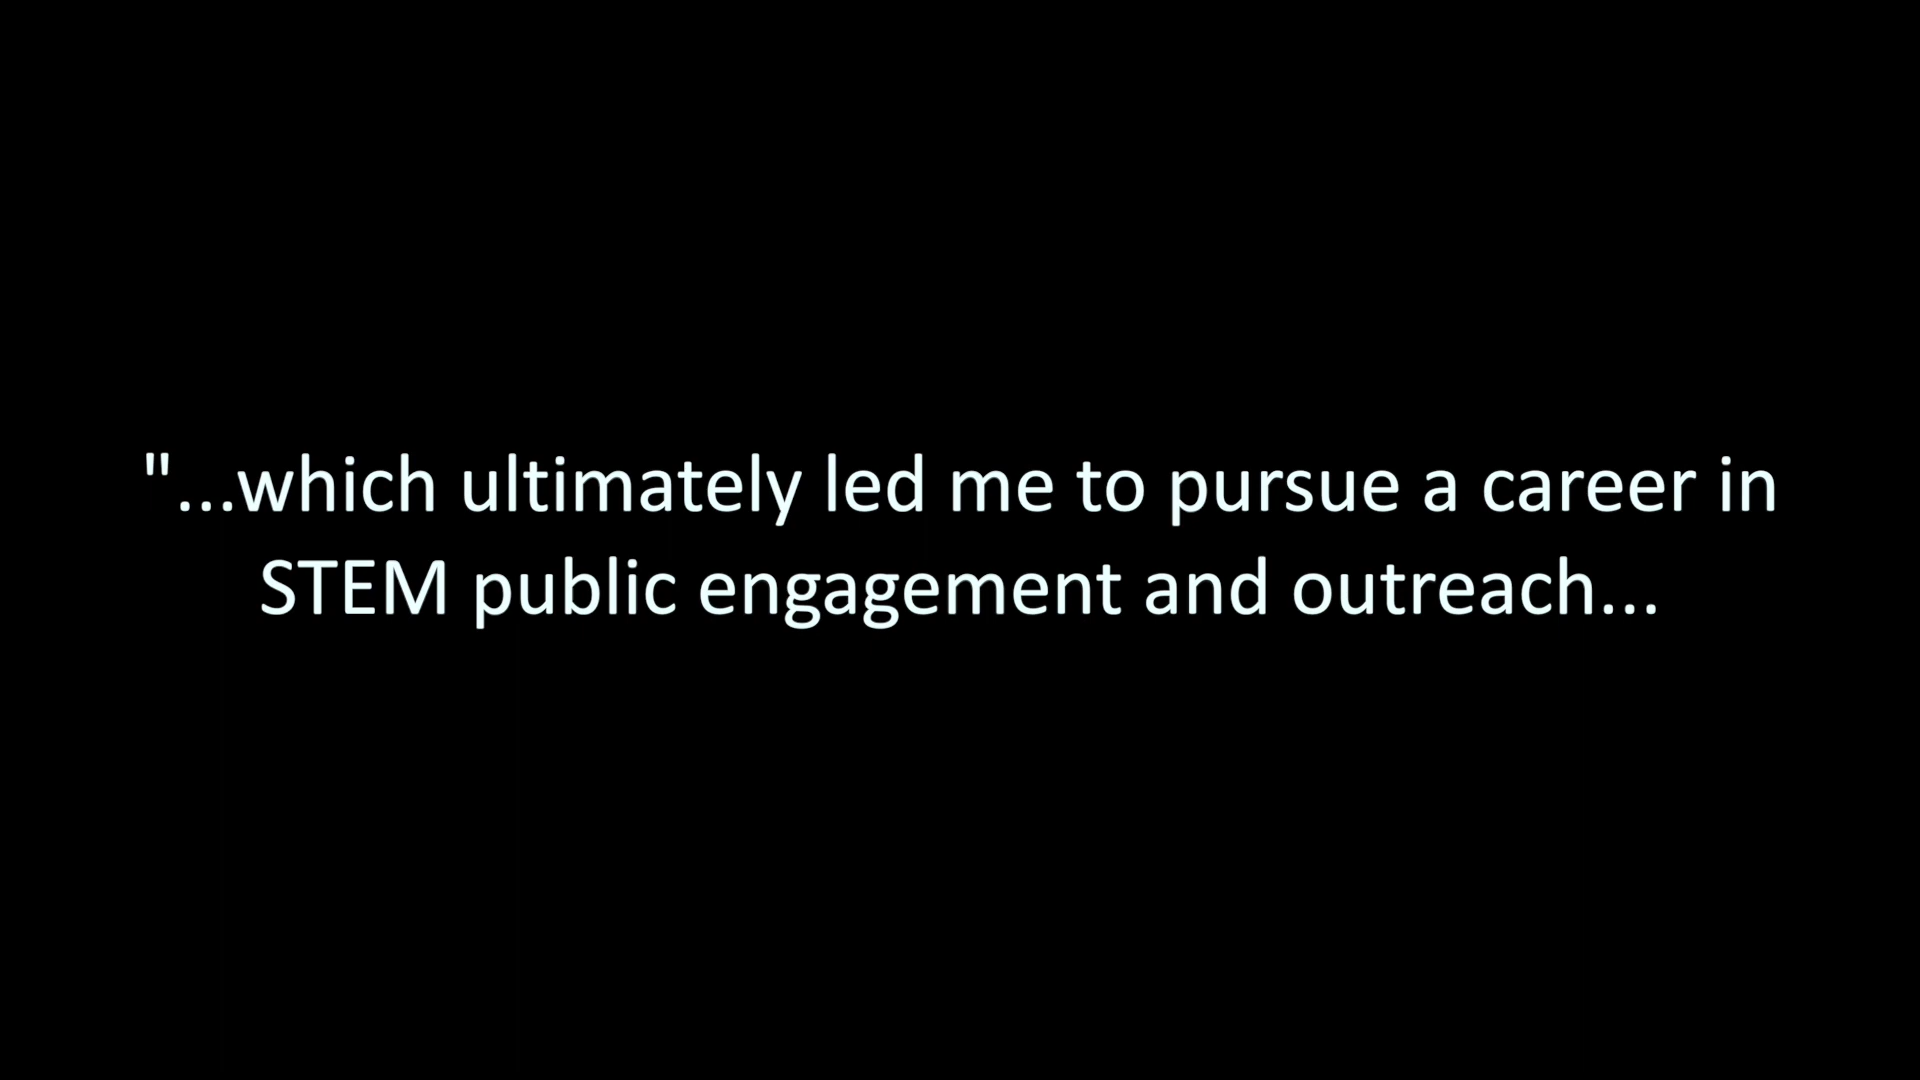 "...which ultimately led me to pursue a career in
STEM public engagement and outreach...